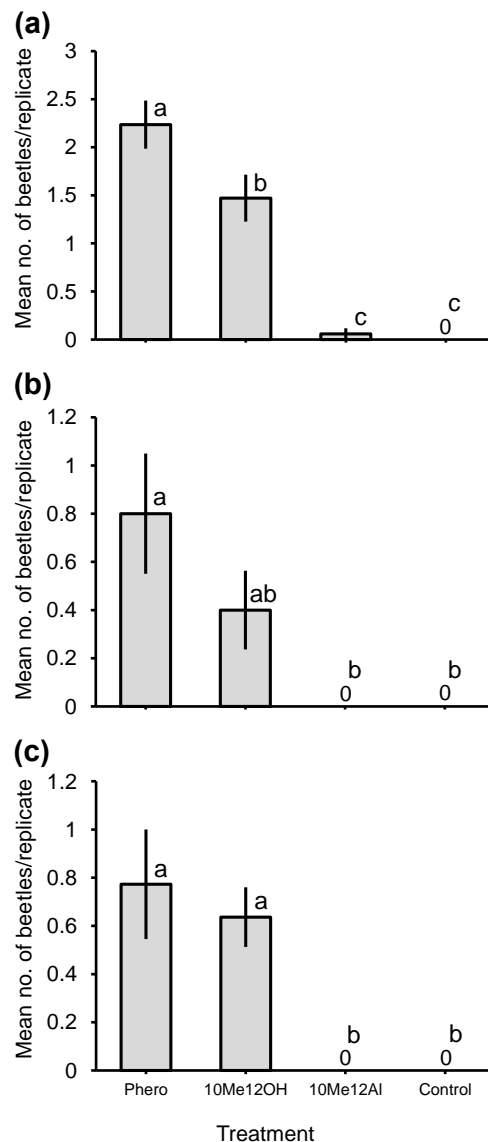 (a)
Mean no. of beetles/replicate
3
2.5
2
1.5
1
0.5
0
a
b
c
c
0
(b)
Mean no. of beetles/replicate
1.2
1
0.8
0.6
0.4
0.2
0
a
ab
b
b
0
0
(c)
Mean no. of beetles/replicate
1.2
1
0.8
0.6
0.4
0.2
0
a
a
b
b
0
0
Phero 10Me12OH 10Me12Al Control
Treatment